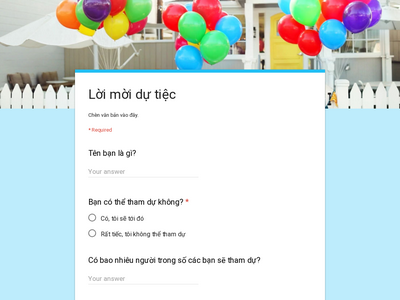 Lời mời dự tiệc
Chèn văn bản vào đây.
* Required
Tên bạn là gì?
Your answer
Bạn có thể tham dự không? *
Có, tôi sẽ tới đó
Rất tiếc, tôi không thể tham dự
Có bao nhiêu người trong số các bạn sẽ tham dự?
Your answer